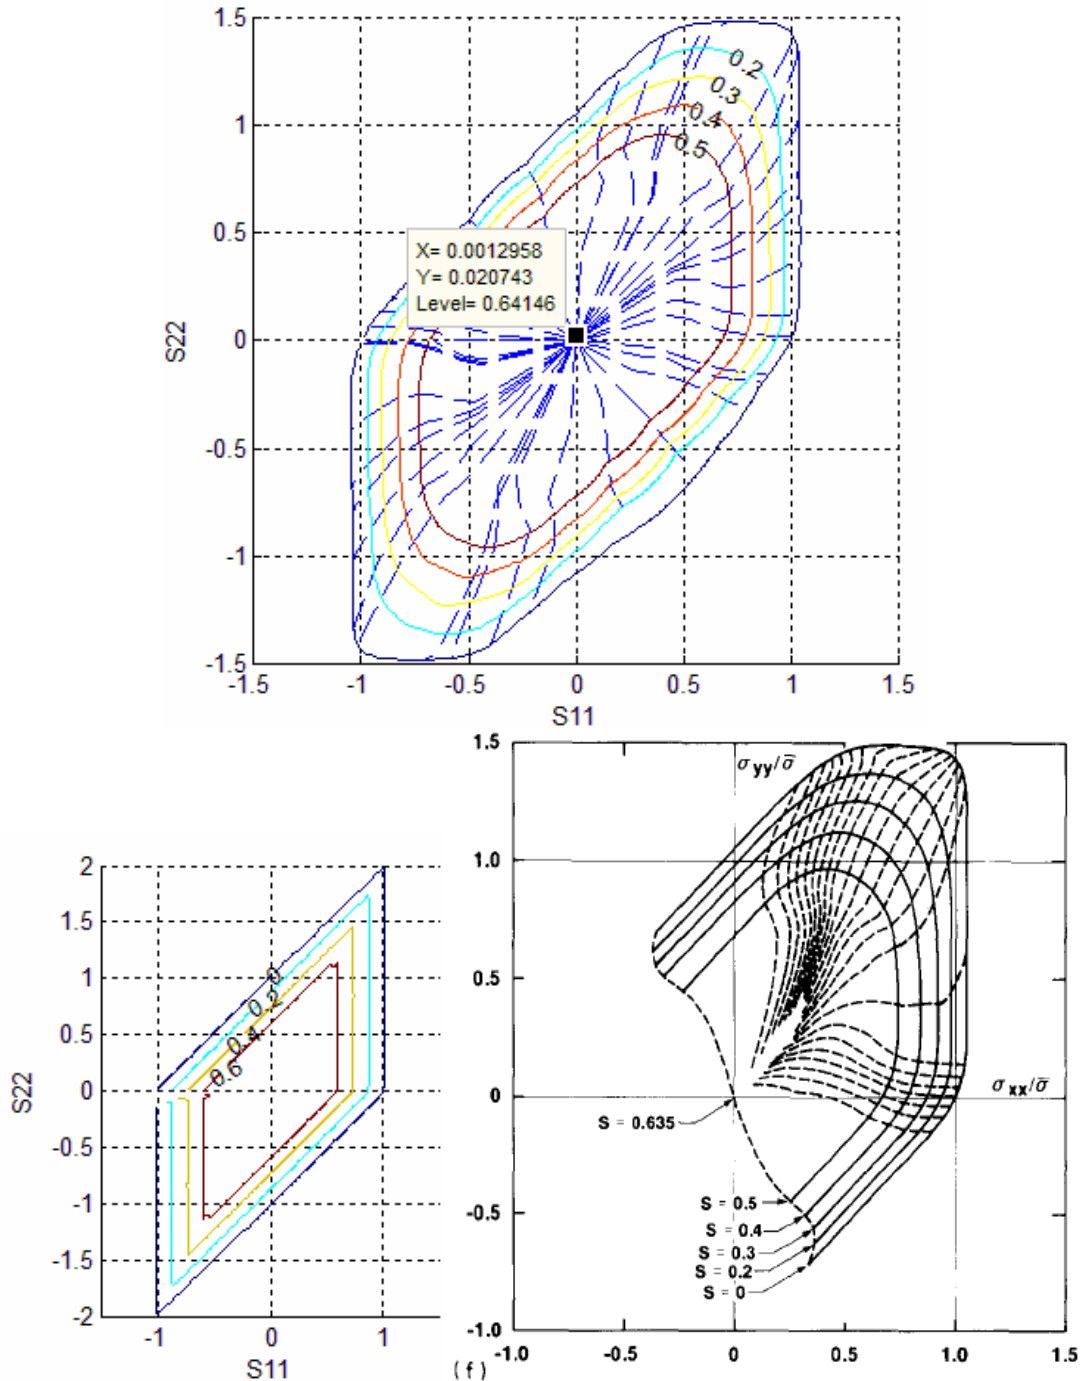 1.5
0.2
0.3
1
0.4
0.5
0.5
X= 0.0012958
Y= 0.020743
Level= 0.64146
S22
0
-0.5
-1
-1.5
-1.5
-1
-0.5
0
0.5
1
1.5
S11
2
1.5
1
0.5
0
-0.5
-1
-1.5
-2
0
0.2
0.4
0.6
S22
-1
0
1
S11
1.5
σyy/σ̄
1.0
0.5
0
σxx/σ̄
S = 0.635
-0.5
S = 0.5
S = 0.4
S = 0.3
S = 0.2
S = 0
-1.0
-1.0
-0.5
0
0.5
1.0
1.5
(f)